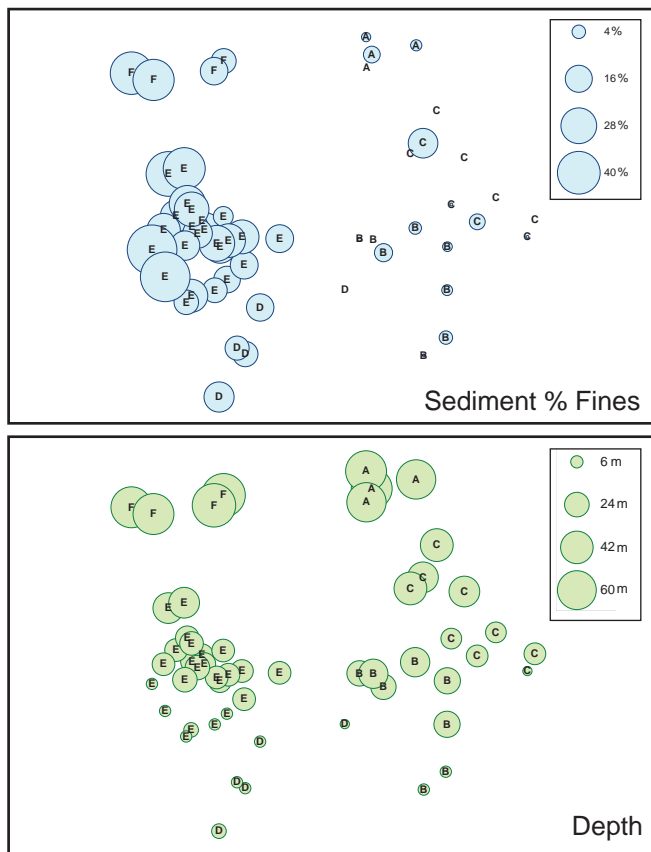 A
A 4%
A
F
F F A
F 16%
C
28%
C
C C
E
E 40%
C
E C
E
E E C C
E E B
E E
E E E E B B C
E E E B
E B
E
E
E
E D B
E
E D
B
D
D B
D
Sediment % Fines
6 m
A
A
A
F
F F A 24 m
F
C 42 m
C
C C 60 m
E
E
E C
E C
E E
E C C
E E E B
E
E E E B B C
E E B
E E B
E
E
E E
E D B
E
E D
B
D
D B
D
Depth